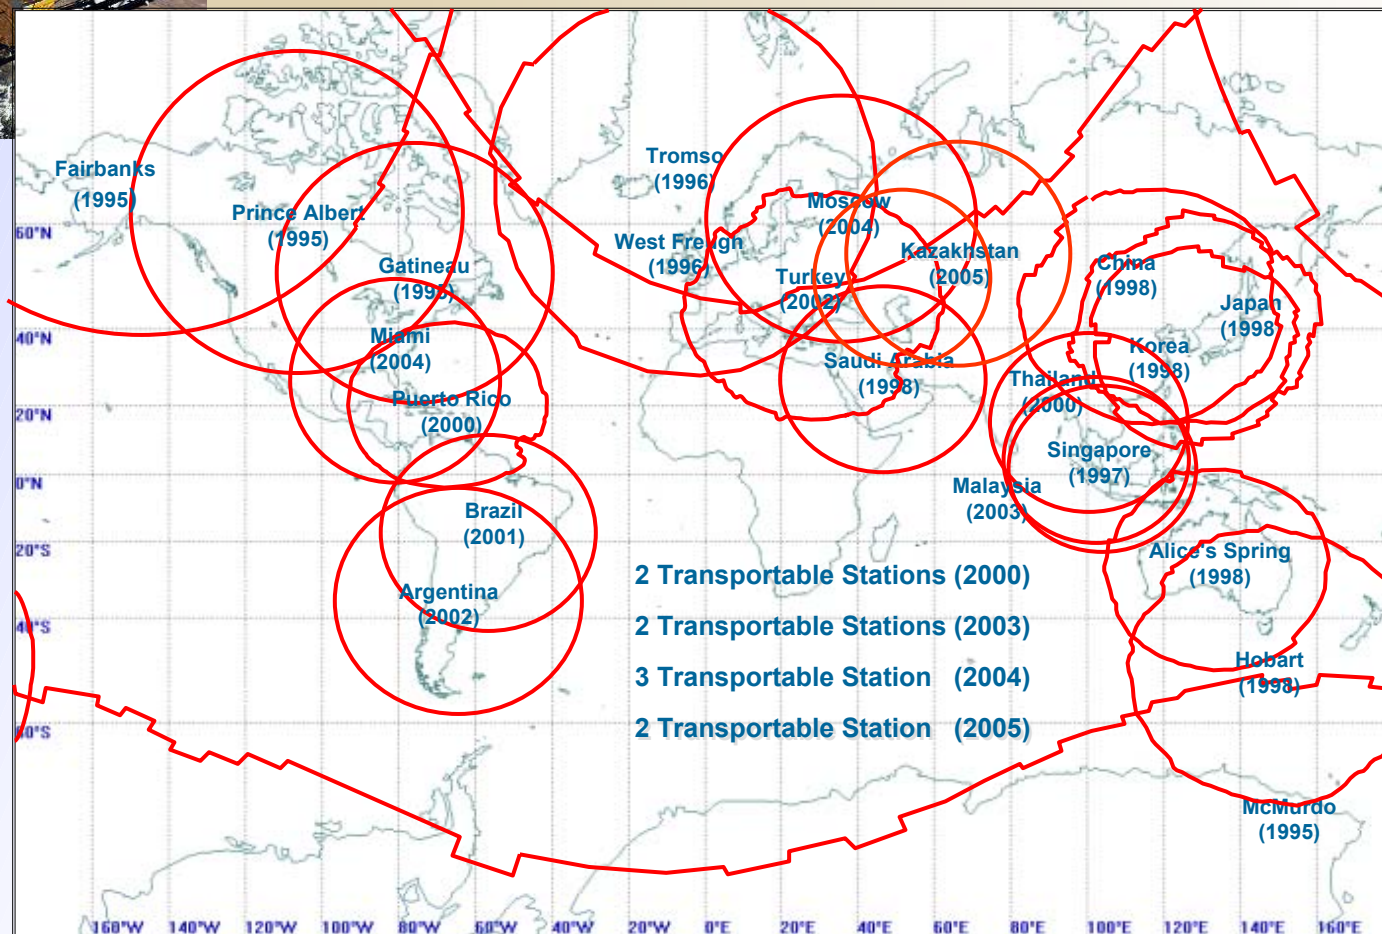 Fairbanks
(1995)
Prince Albert
(1995)
Gatineau
(1995)
Miami
(2004)
Puerto Rico
(2000)
Brazil
(2001)
Argentina
(2002)
Tromso
(1996)
West Freugh
(1996)
Moscow
(2004)
Turkey
(2002)
Kazakhstan
(2005)
Saudi Arabia
(1998)
China
(1998)
Japan
(1998)
Korea
(1998)
Thailand
(2000)
Singapore
(1997)
Malaysia
(2003)
Alice's Spring
(1998)
Hobart
(1998)
McMurdo
(1995)
2 Transportable Stations (2000)
2 Transportable Stations (2003)
3 Transportable Station (2004)
2 Transportable Station (2005)
60°N
40°N
20°N
0°N
20°S
40°S
60°S
160°W 140°W 120°W 100°W 80°W 60°W 40°W 20°W 0°E 20°E 40°E 60°E 80°E 100°E 120°E 140°E 160°E